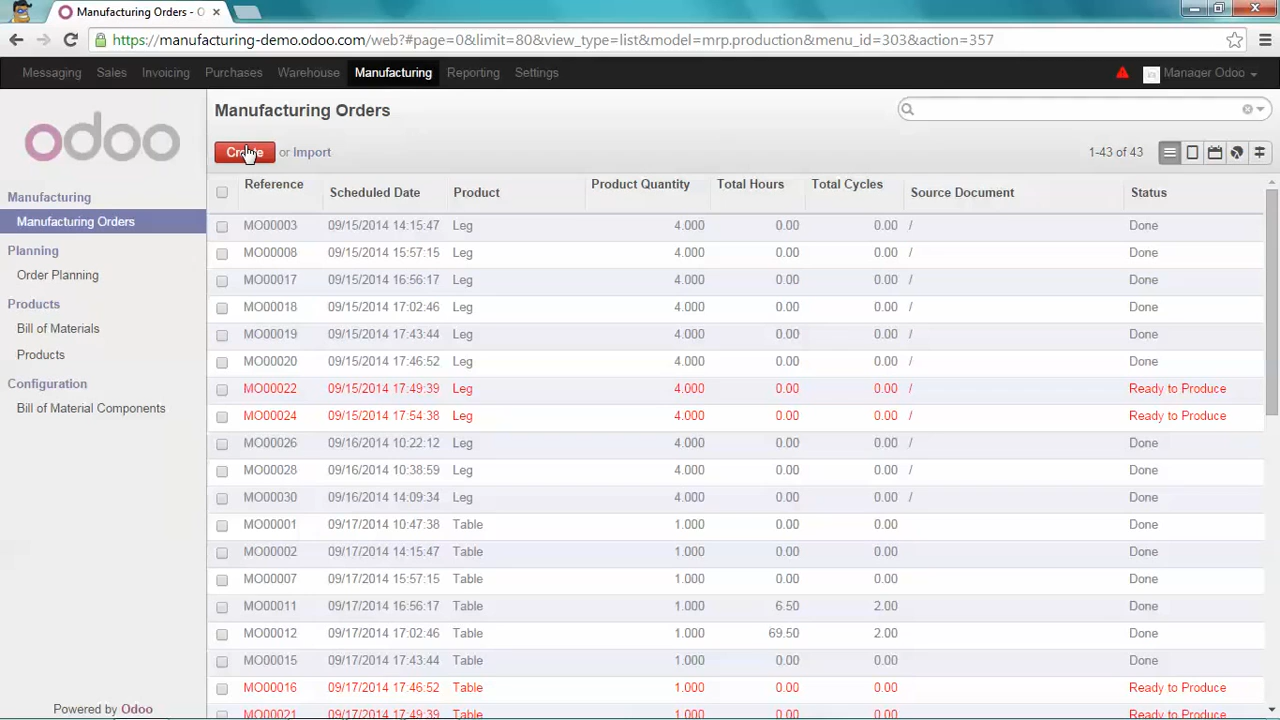 Manufacturing Orders - O
https://manufacturing-demo.odoo.com/web?#page=0&limit=80&view_type=list&model=mrp.production&menu_id=303&action=357
Messaging Sales Invoicing Purchases Warehouse Manufacturing Reporting Settings Manager Odoo
odoo
Manufacturing
Manufacturing Orders
Planning
Order Planning
Products
Bill of Materials
Products
Configuration
Bill of Material Components
Powered by Odoo
Manufacturing Orders
Create or Import 1-43 of 43
Reference Scheduled Date Product Product Quantity Total Hours Total Cycles Source Document Status
MO00003 09/15/2014 14:15:47 Leg 4.000 0.00 0.00 / Done
MO00008 09/15/2014 15:57:15 Leg 4.000 0.00 0.00 / Done
MO00017 09/15/2014 16:56:17 Leg 4.000 0.00 0.00 / Done
MO00018 09/15/2014 17:02:46 Leg 4.000 0.00 0.00 / Done
MO00019 09/15/2014 17:43:44 Leg 4.000 0.00 0.00 / Done
MO00020 09/15/2014 17:46:52 Leg 4.000 0.00 0.00 / Done
MO00022 09/15/2014 17:49:39 Leg 4.000 0.00 0.00 / Ready to Produce
MO00024 09/15/2014 17:54:38 Leg 4.000 0.00 0.00 / Ready to Produce
MO00026 09/16/2014 10:22:12 Leg 4.000 0.00 0.00 / Done
MO00028 09/16/2014 10:38:59 Leg 4.000 0.00 0.00 / Done
MO00030 09/16/2014 14:09:34 Leg 4.000 0.00 0.00 / Done
MO00001 09/17/2014 10:47:38 Table 1.000 0.00 0.00 Done
MO00002 09/17/2014 14:15:47 Table 1.000 0.00 0.00 Done
MO00007 09/17/2014 15:57:15 Table 1.000 0.00 0.00 Done
MO00011 09/17/2014 16:56:17 Table 1.000 6.50 2.00 Done
MO00012 09/17/2014 17:02:46 Table 1.000 69.50 2.00 Done
MO00015 09/17/2014 17:43:44 Table 1.000 0.00 0.00 Done
MO00016 09/17/2014 17:46:52 Table 1.000 0.00 0.00 Ready to Produce
MO00021 09/17/2014 17:49:39 Table 1.000 0.00 0.00 Ready to Produce